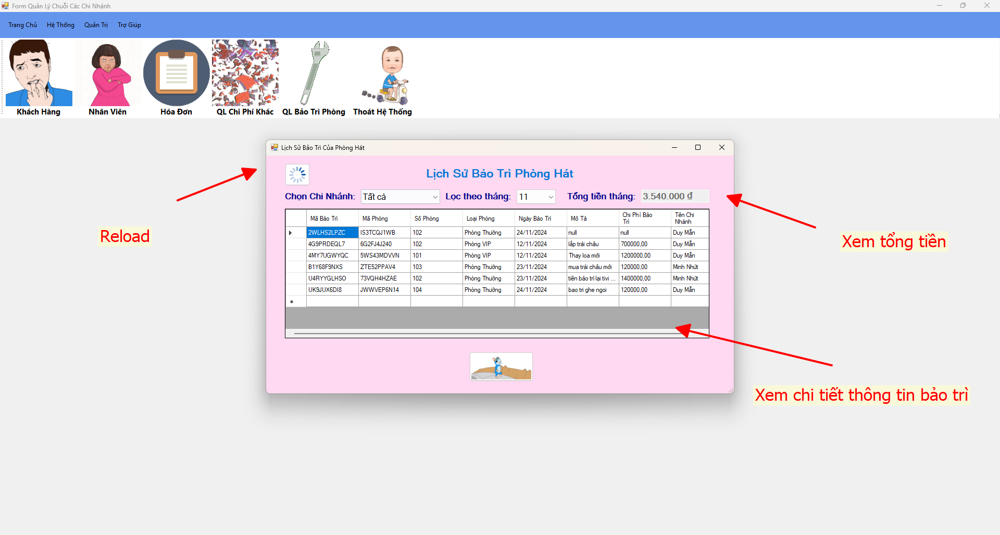 Form Quản Lý Chuỗi Các Chi Nhánh
Trang Chủ Hệ Thống Quản Trị Trợ Giúp
Khách Hàng Nhân Viên Hóa Đơn QL Chi Phí Khác QL Bảo Trì Phòng Thoát Hệ Thống
Lịch Sử Bảo Trì Của Phòng Hát
Lịch Sử Bảo Trì Phòng Hát
Chọn Chi Nhánh: Tất cả Lọc theo tháng: 11 Tổng tiền tháng: 3.540.000 ₫
Mã Bảo Trì Mã Phòng Số Phòng Loại Phòng Ngày Bảo Trì Mô Tả Chi Phí Bảo Trì Tên Chi Nhánh
2WLHS2LPZC IS3TCQJ1WB 102 Phòng Thường 24/11/2024 null null Duy Mẫn
4G9PRDEQL7 6G2FJ4J240 102 Phòng VIP 12/11/2024 lắp trái châu 700000,00 Duy Mẫn
4MY7UGWYQC 5WS43MDVVN 101 Phòng VIP 12/11/2024 Thay loa mới 1200000,00 Duy Mẫn
B1Y68F9NXS ZTE52PPAV4 103 Phòng Thường 23/11/2024 mua trái châu mới 120000,00 Minh Nhứt
U4RYYGLHSO 73VQH4HZAE 102 Phòng Thường 23/11/2024 tiền bảo trì lại tivi ... 1400000,00 Minh Nhứt
UK9JUX6DI8 JWWVEP6N14 104 Phòng Thường 24/11/2024 bao tri ghe ngoi 120000,00 Duy Mẫn
Reload
Xem tổng tiền
Xem chi tiết thông tin bảo trì